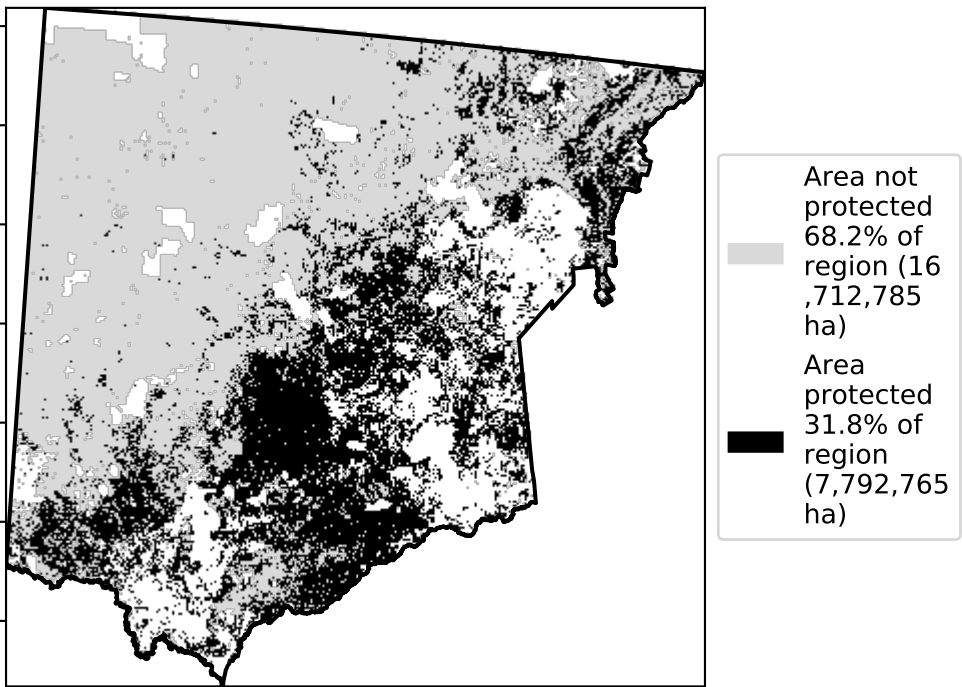 Area not
protected
68.2% of
region (16
,712,785
ha)
Area
protected
31.8% of
region
(7,792,765
ha)